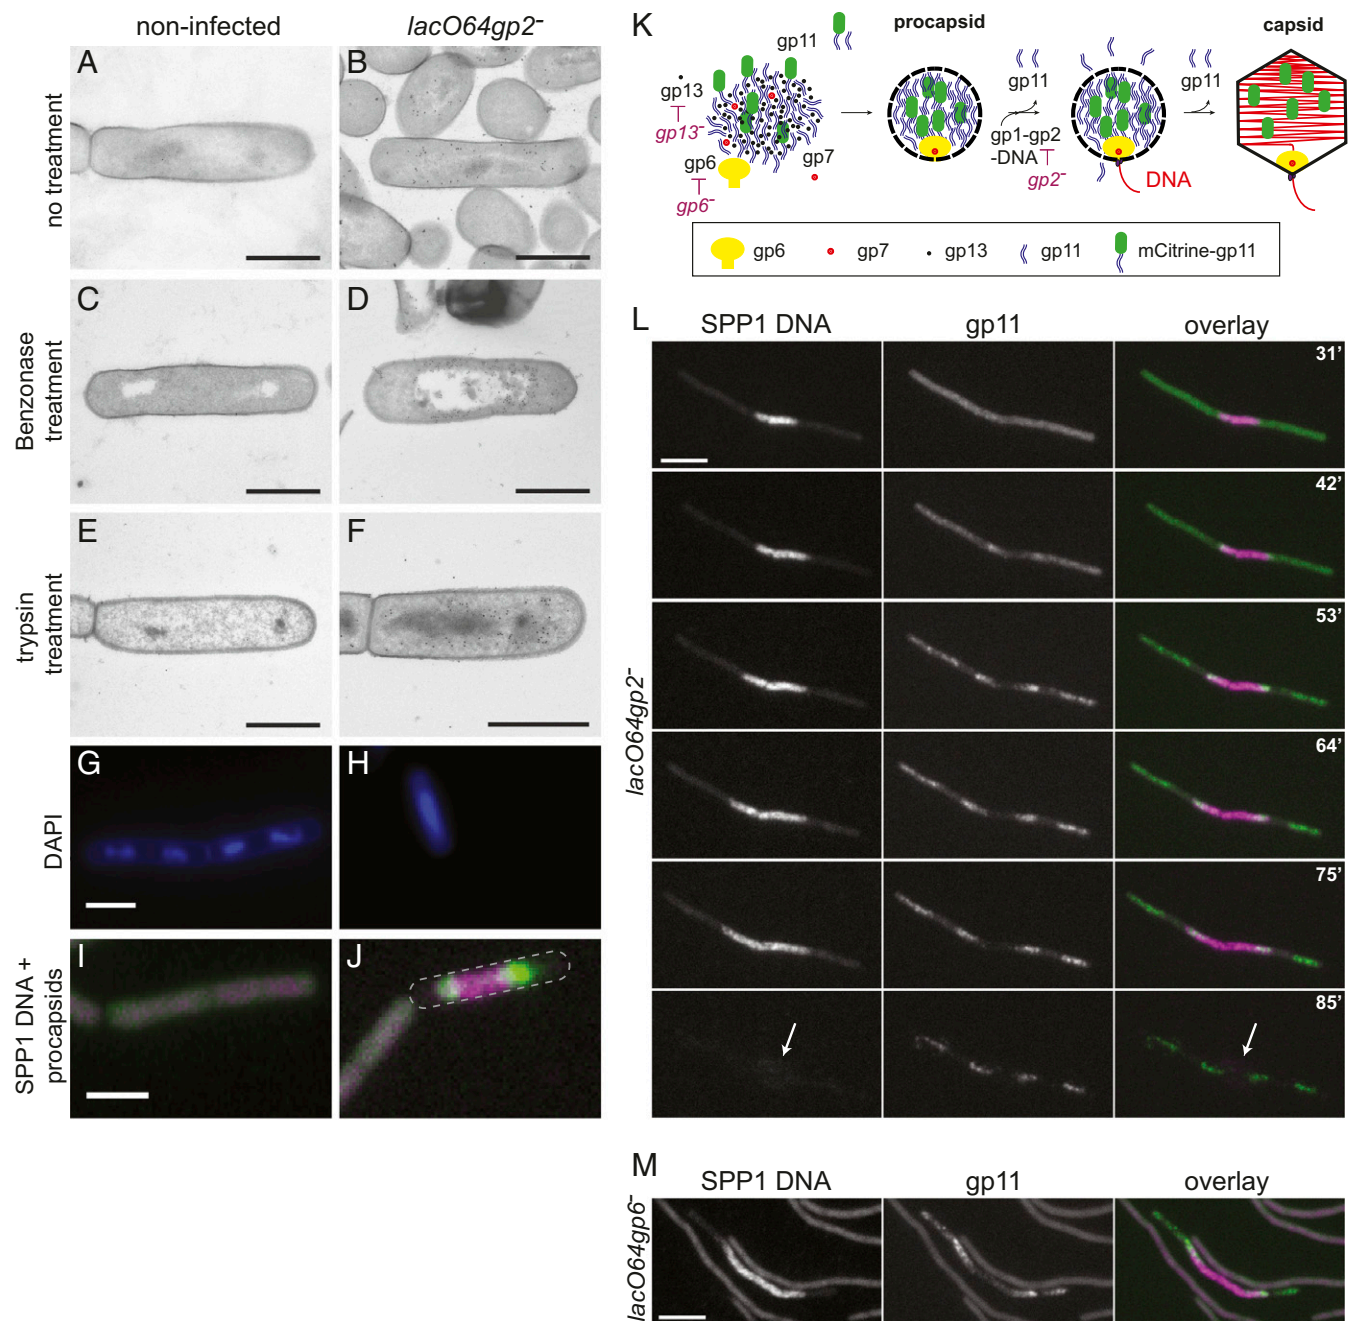 non-infected
lacO64gp2-
no treatment
A
B
Benzonase
treatment
C
D
trypsin
treatment
E
F
DAPI
G
H
SPP1 DNA +
procapsids
I
J
K
procapsid
capsid
gp11
gp13
gp13-
gp6
gp6-
gp7
gp11
gp1-gp2
-DNA
gp2-
DNA
gp11
gp6
gp7
gp13
gp11
mCitrine-gp11
L
SPP1 DNA
gp11
overlay
lacO64gp2-
31'
42'
53'
64'
75'
85'
M
SPP1 DNA
gp11
overlay
lacO64gp6-